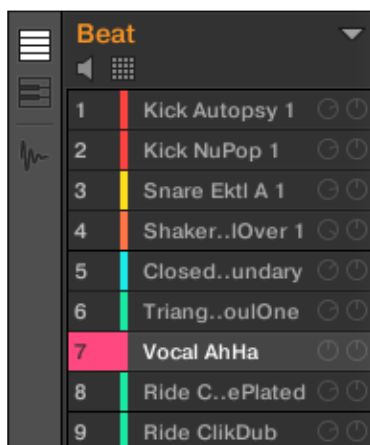 Beat
1 Kick Autopsy 1
2 Kick NuPop 1
3 Snare Ektl A 1
4 Shaker..lOver 1
5 Closed..undary
6 Triang..oulOne
7 Vocal AhHa
8 Ride C..ePlated
9 Ride ClikDub